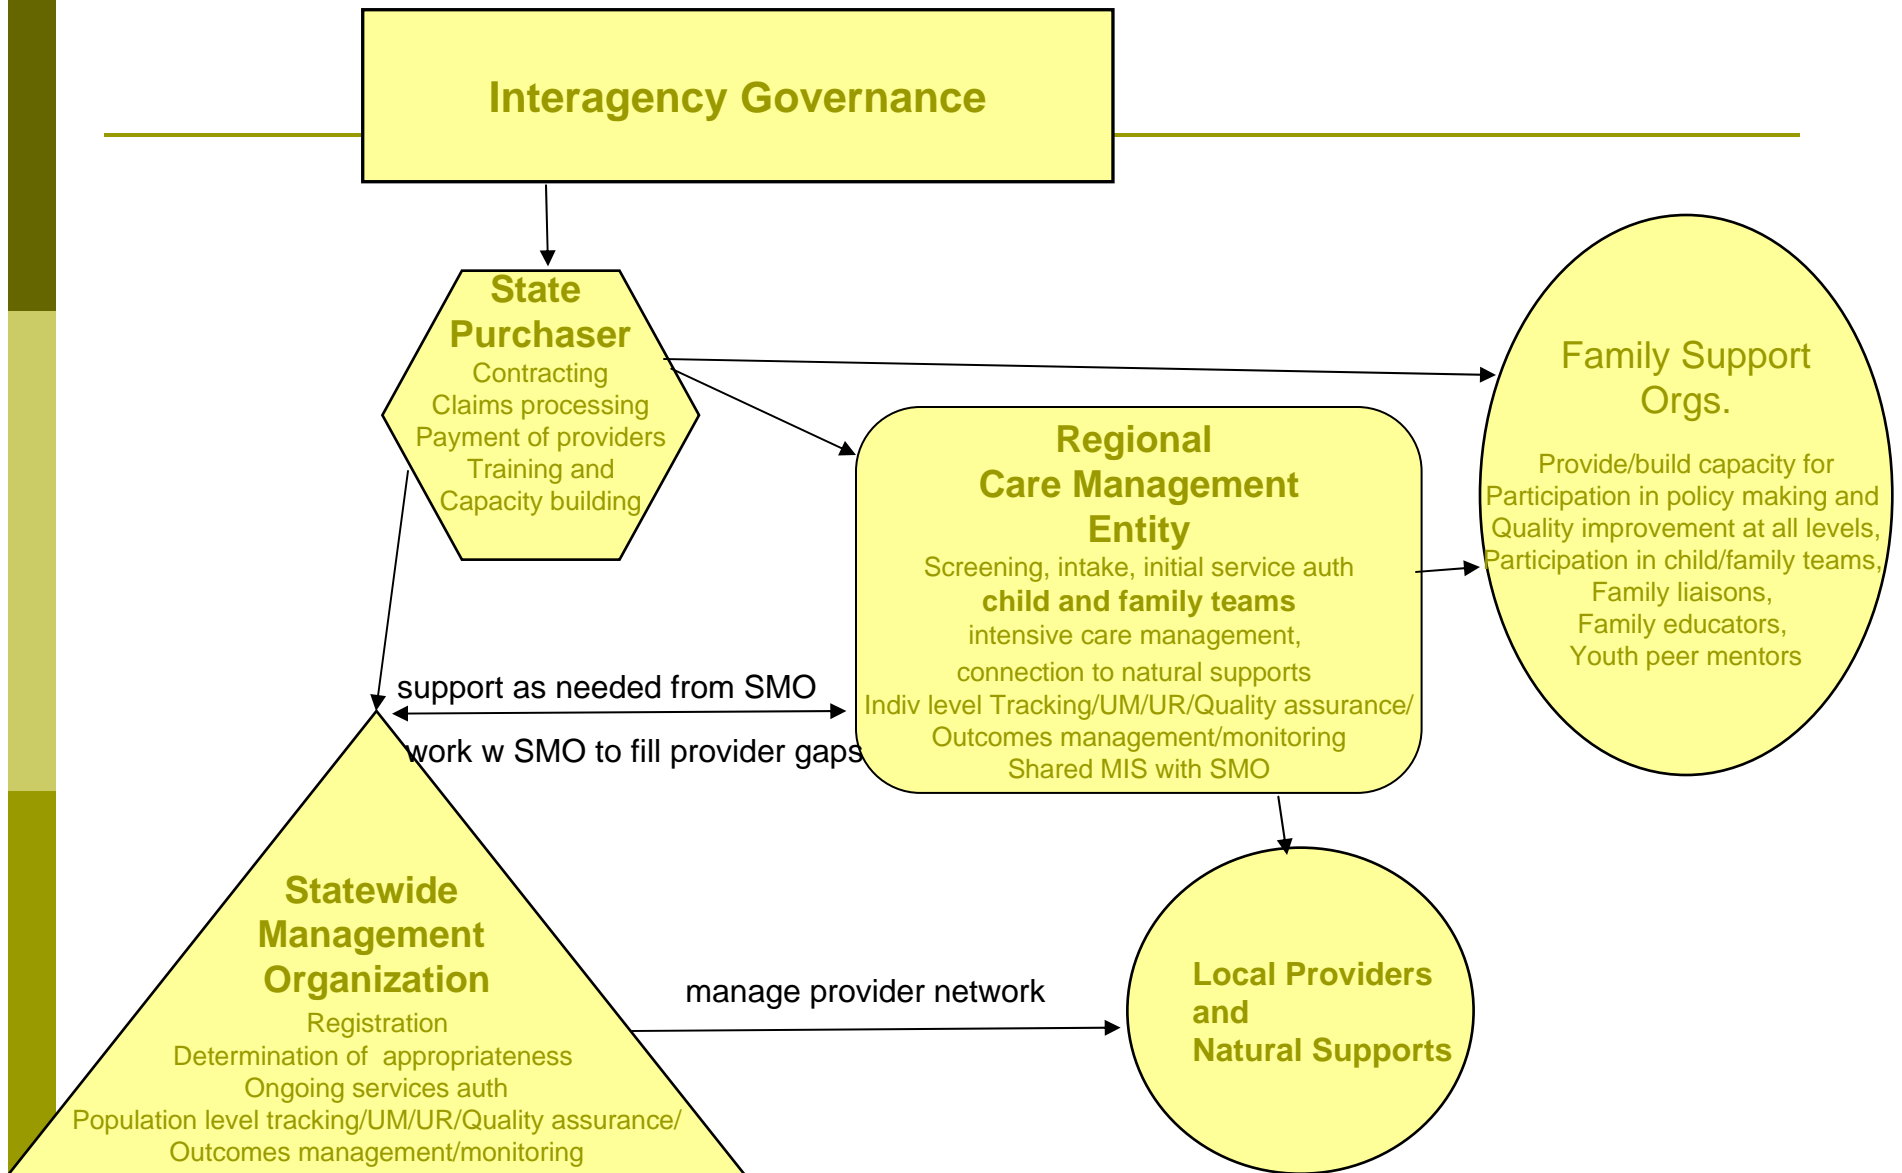 Interagency Governance
State
Purchaser
Contracting
Claims processing
Payment of providers
Training and
Capacity building
Family Support
Orgs.
Provide/build capacity for
Participation in policy making and
Quality improvement at all levels,
Participation in child/family teams,
Family liaisons,
Family educators,
Youth peer mentors
Regional
Care Management
Entity
Screening, intake, initial service auth
child and family teams
intensive care management,
connection to natural supports
Indiv level Tracking/UM/UR/Quality assurance/
Outcomes management/monitoring
Shared MIS with SMO
support as needed from SMO
work w SMO to fill provider gaps
Statewide
Management
Organization
Registration
Determination of appropriateness
Ongoing services auth
Population level tracking/UM/UR/Quality assurance/
Outcomes management/monitoring
manage provider network
Local Providers
and
Natural Supports